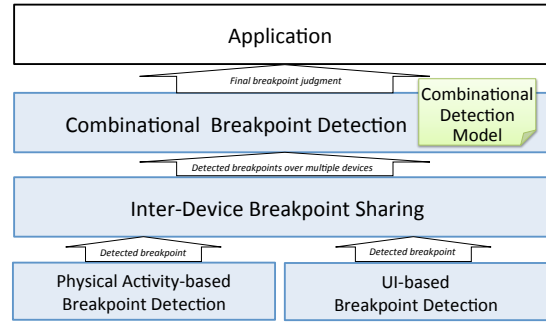 Application
Final breakpoint judgment
Combinational Breakpoint Detection
Combinational
Detection
Model
Detected breakpoints over multiple devices
Inter-Device Breakpoint Sharing
Detected breakpoint
Detected breakpoint
Physical Activity-based
Breakpoint Detection
UI-based
Breakpoint Detection